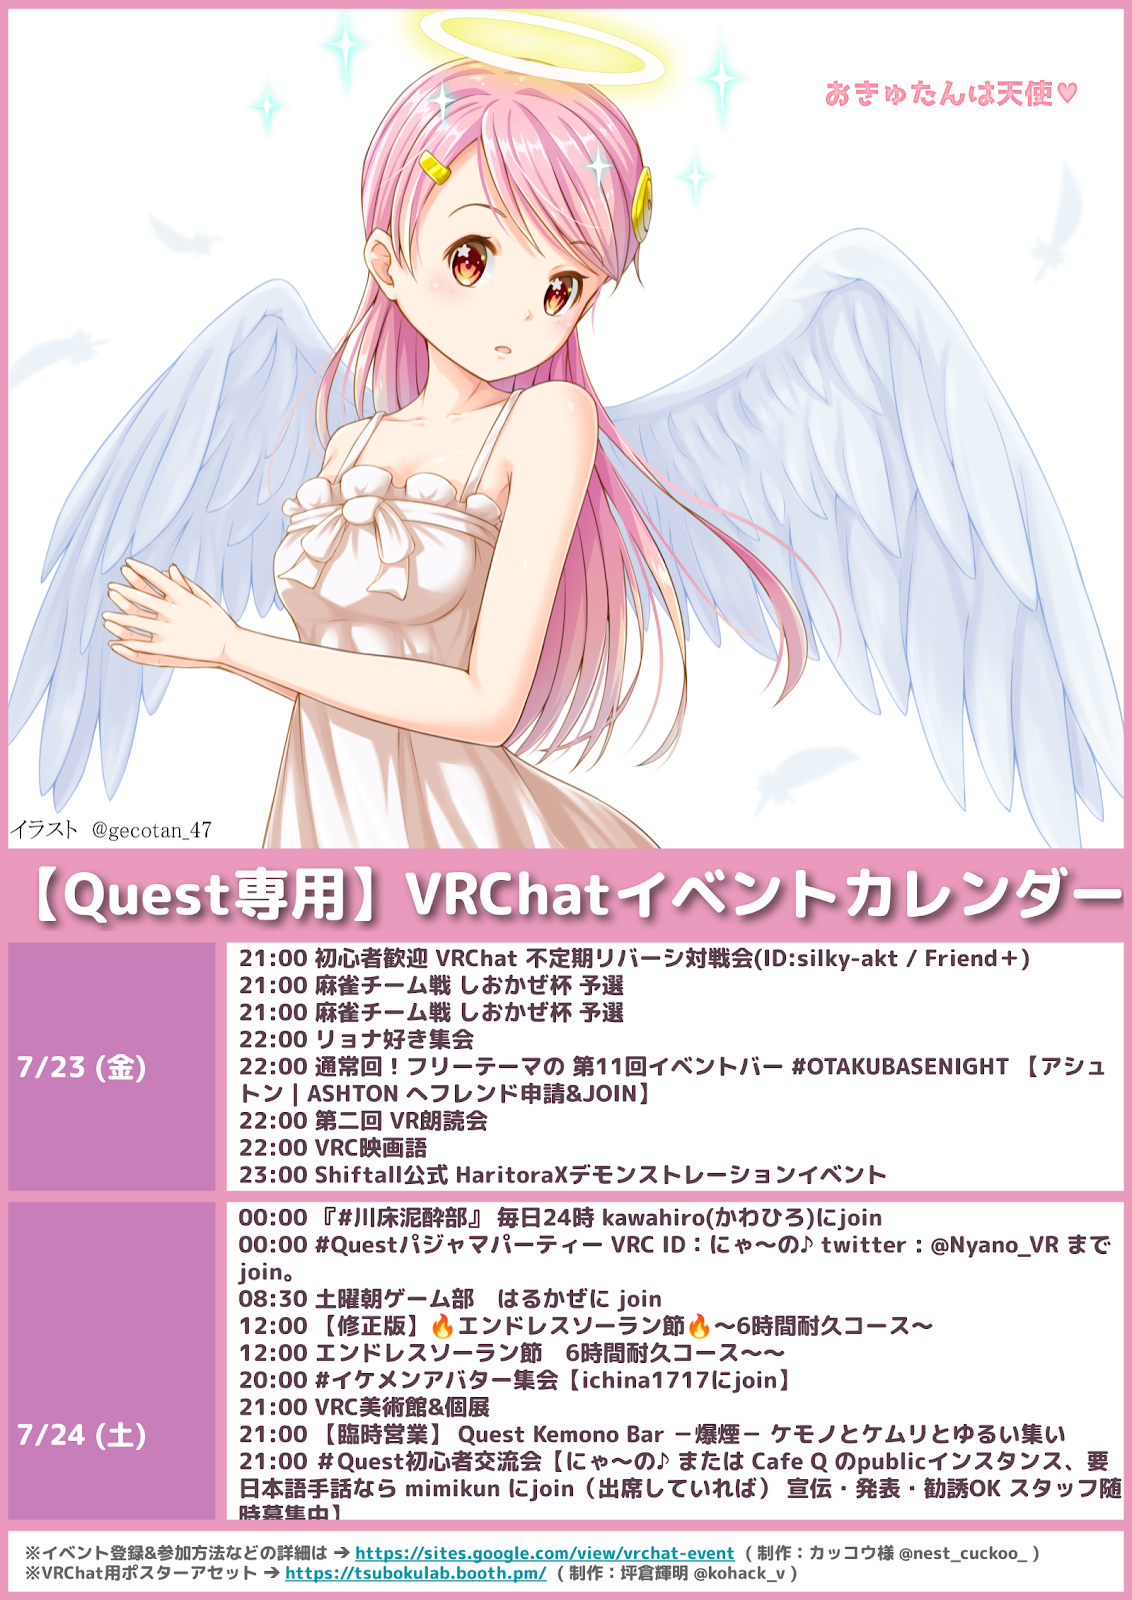 おきゅたんは天使♥
イラスト @gecotan_47
【Quest専用】VRChatイベントカレンダー
7/23 (金)
21:00 初心者歓迎 VRChat 不定期リバーシ対戦会(ID:silky-akt / Friend＋)
21:00 麻雀チーム戦 しおかぜ杯 予選
21:00 麻雀チーム戦 しおかぜ杯 予選
22:00 リョナ好き集会
22:00 通常回！フリーテーマの 第11回イベントバー #OTAKUBASENIGHT 【アシュ
トン | ASHTON へフレンド申請&JOIN】
22:00 第二回 VR朗読会
22:00 VRC映画語
23:00 Shiftall公式 HaritoraXデモンストレーションイベント
7/24 (土)
00:00 『#川床泥酔部』 毎日24時 kawahiro(かわひろ)にjoin
00:00 #Questパジャマパーティー VRC ID：にゃ〜の♪ twitter : @Nyano_VR まで
join。
08:30 土曜朝ゲーム部　はるかぜに join
12:00 【修正版】🔥エンドレスソーラン節🔥〜6時間耐久コース〜
12:00 エンドレスソーラン節　6時間耐久コース〜〜
20:00 #イケメンアバター集会【ichina1717にjoin】
21:00 VRC美術館&個展
21:00 【臨時営業】 Quest Kemono Bar －爆煙－ ケモノとケムリとゆるい集い
21:00 ＃Quest初心者交流会【にゃ〜の♪ または Cafe Q のpublicインスタンス、要
日本語手話なら mimikun にjoin（出席していれば） 宣伝・発表・勧誘OK スタッフ随
時募集中】
※イベント登録&参加方法などの詳細は ➔ https://sites.google.com/view/vrchat-event ( 制作：カッコウ様 @nest_cuckoo_ )
※VRChat用ポスターアセット ➔ https://tsubokulab.booth.pm/ ( 制作：坪倉輝明 @kohack_v )